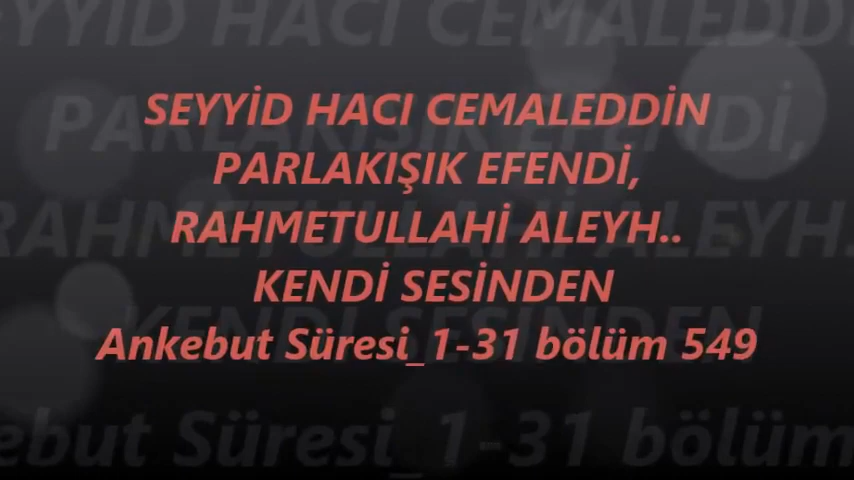 SEYYİD HACI CEMALEDDİN
PARLAKIŞIK EFENDİ,
RAHMETULLAHİ ALEYH..
KENDİ SESİNDEN
Ankebut Süresi_1-31 bölüm 549